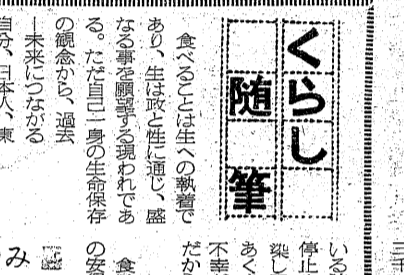 くらし
随筆
食べることは生への執着で
あり、生は政と性に通じ、盛
なる事を願望する現われであ
る。ただ自己一身の生命保存
の観念から、過去
―未来につながる
自分、日本人、東
いる
停止
染し
あく
不幸
だか
食
の安
み